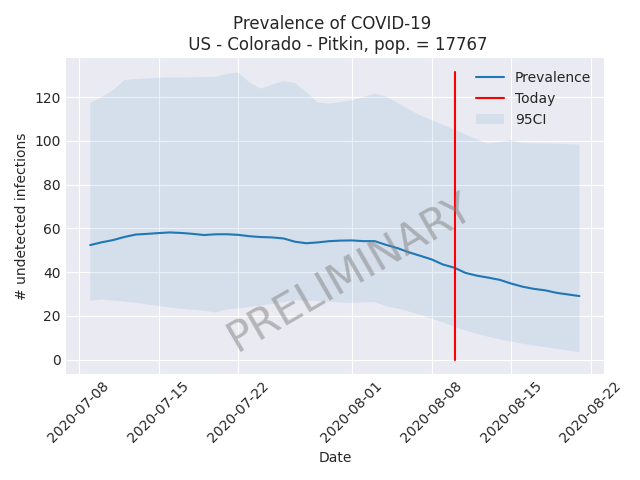 Prevalence of COVID-19
US - Colorado - Pitkin, pop. = 17767
Prevalence
Today
95CI
# undetected infections
120
100
80
60
40
20
0
PRELIMINARY
2020-07-08
2020-07-15
2020-07-22
2020-08-01
2020-08-08
2020-08-15
2020-08-22
Date